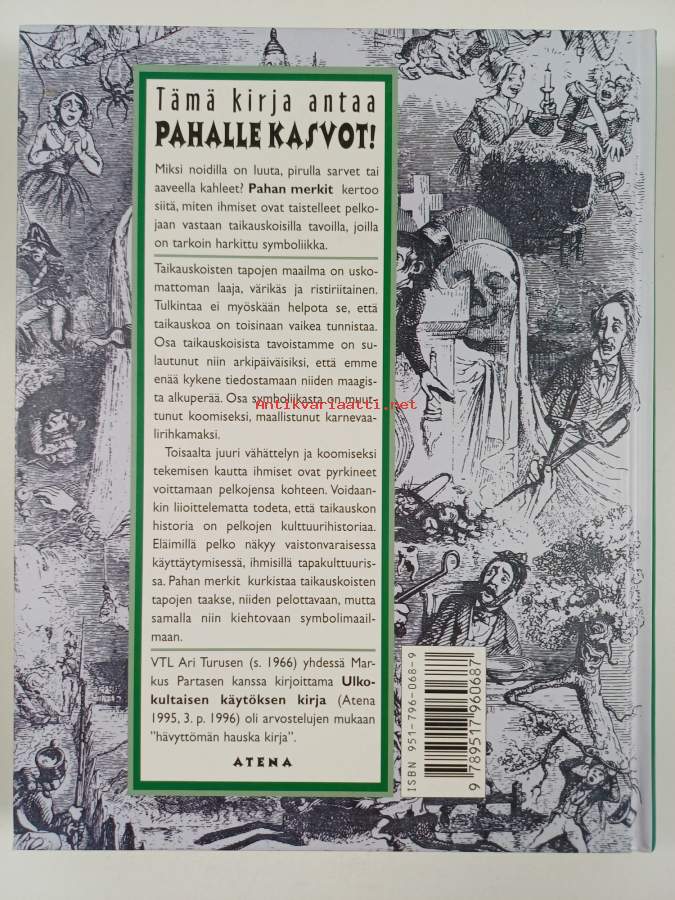 Tämä kirja antaa
PAHALLE KASVOT!
Miksi noidilla on luuta, pirulla sarvet tai
aaveella kahleet? Pahan merkit kertoo
siitä, miten ihmiset ovat taistelleet pelko-
jaan vastaan taikauskoisilla tavoilla, joilla
on tarkoin harkittu symboliikka.
Taikauskoisten tapojen maailma on usko-
mattoman laaja, värikäs ja ristiriitainen.
Tulkintaa ei myöskään helpota se, että
taikauskoa on toisinaan vaikea tunnistaa.
Osa taikauskoisista tavoistamme on su-
lautunut niin arkipäiväisiksi, että emme
enää kykene tiedostamaan niiden maagis-
ta alkuperää. Osa symboliikasta on muut-
tunut koomiseksi, maallistunut karnevaa-
lirihkamaksi.
Toisaalta juuri vähättelyn ja koomiseksi
tekemisen kautta ihmiset ovat pyrkineet
voittamaan pelkojensa kohteen. Voidaan-
kin liioittelematta todeta, että taikauskon
historia on pelkojen kulttuurihistoriaa.
Eläimillä pelko näkyy vaistonvaraisessa
käyttäytymisessä, ihmisillä tapakulttuuris-
sa. Pahan merkit kurkistaa taikauskoisten
tapojen taakse, niiden pelottavaan, mutta
samalla niin kiehtovaan symbolimaail-
maan.
VTL Ari Turusen (s. 1966) yhdessä Mar-
kus Partasen kanssa kirjoittama Ulko-
kultaisen käytöksen kirja (Atena
1995, 3. p. 1996) oli arvostelujen mukaan
"hävyttömän hauska kirja".
ATENA
ISBN 951-796-068-9
9 789517 960687
Antikvariaatti.net